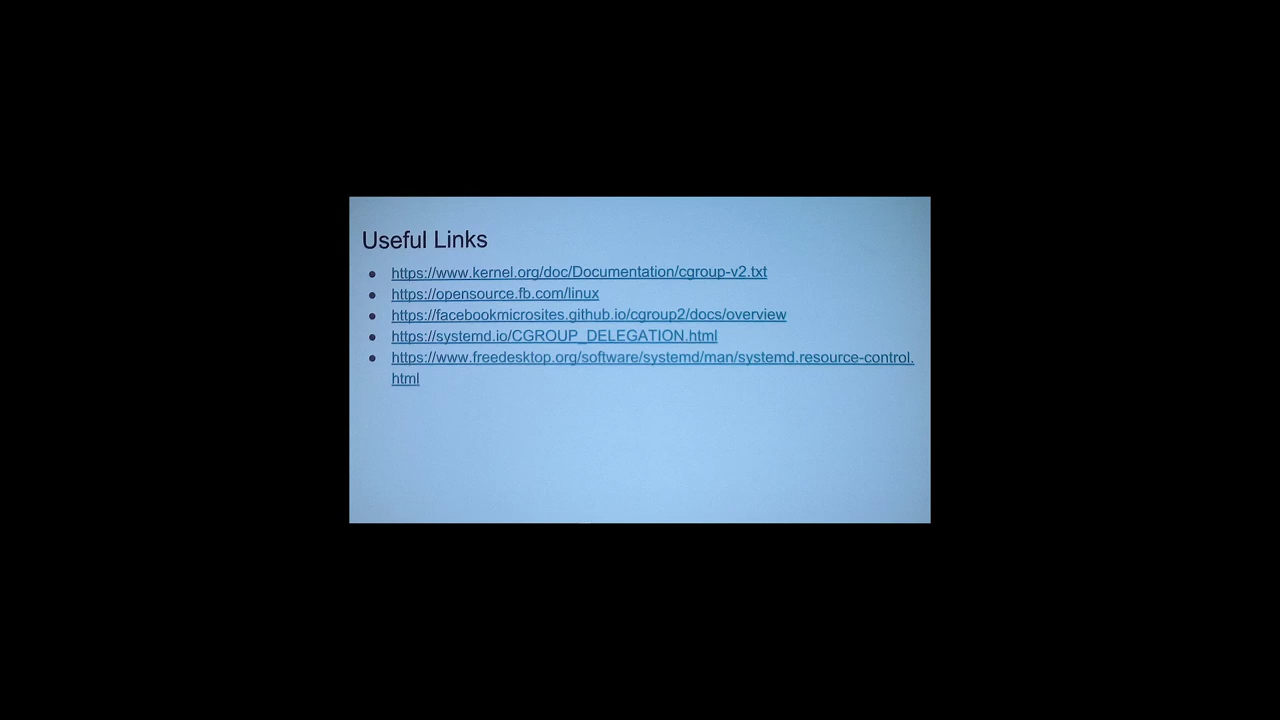 Useful Links
● https://www.kernel.org/doc/Documentation/cgroup-v2.txt
● https://opensource.fb.com/linux
● https://facebookmicrosites.github.io/cgroup2/docs/overview
● https://systemd.io/CGROUP_DELEGATION.html
● https://www.freedesktop.org/software/systemd/man/systemd.resource-control.
html